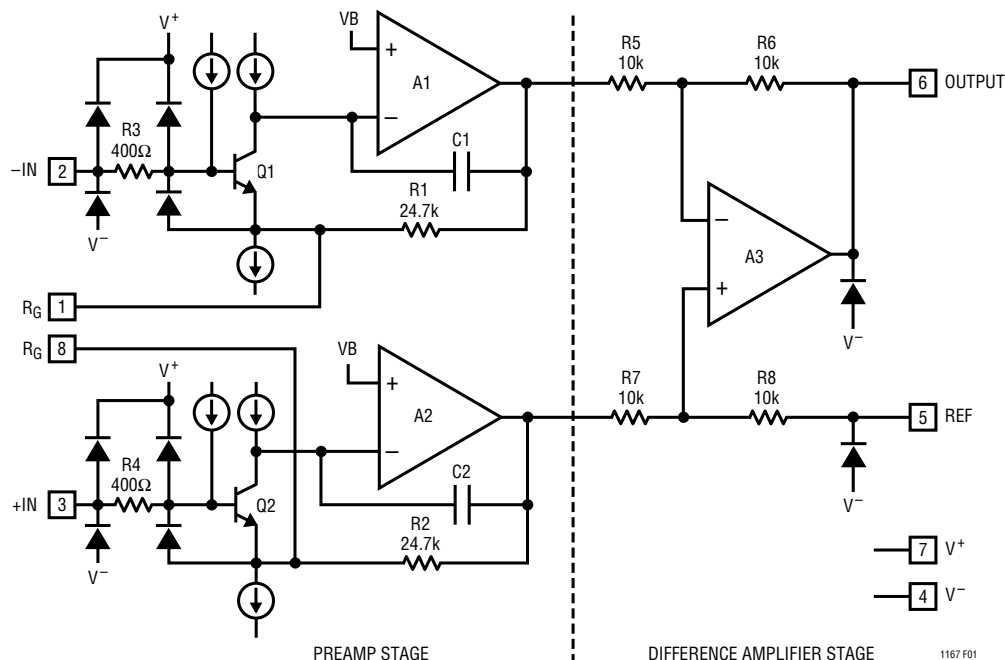 V+
VB
+
−
A1
R5
10k
R6
10k
6 OUTPUT
R3
400Ω
−IN 2
Q1
C1
R1
24.7k
V−
−
+
A3
V−
RG 1
RG 8
V+
VB
+
−
A2
R7
10k
R8
10k
5 REF
R4
400Ω
+IN 3
Q2
C2
R2
24.7k
V−
V−
7 V+
4 V−
PREAMP STAGE
DIFFERENCE AMPLIFIER STAGE
1167 F01